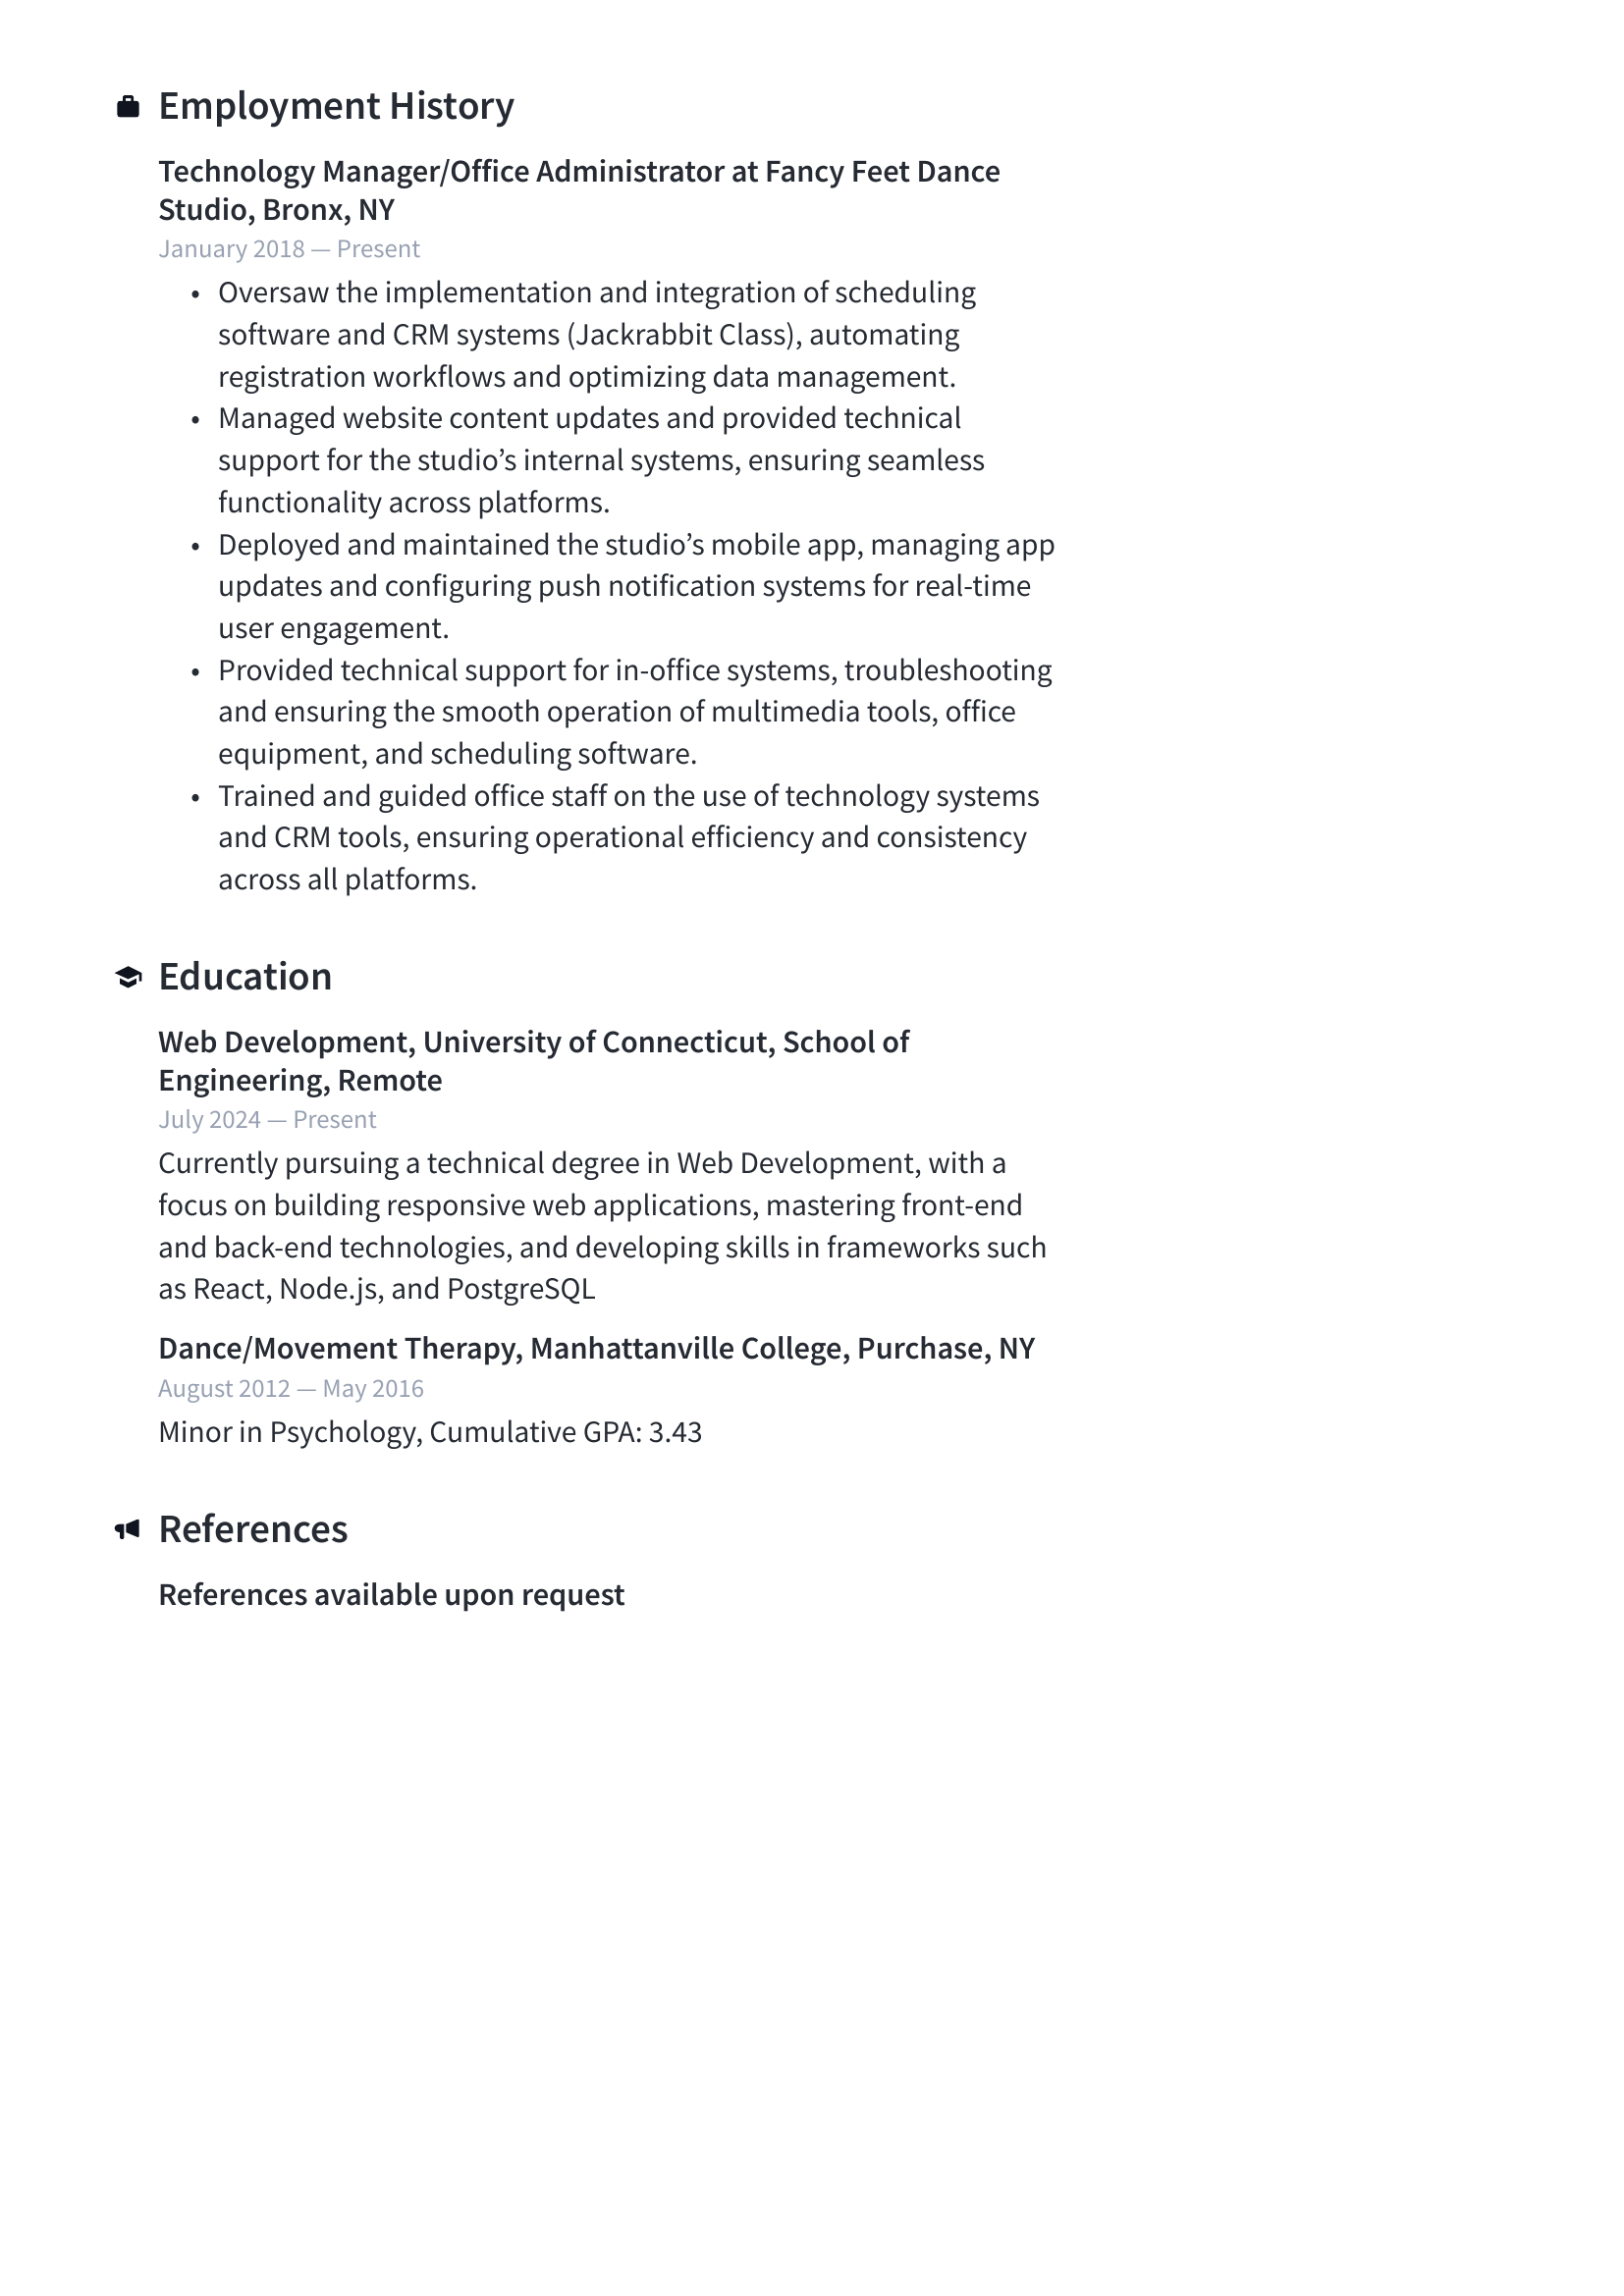 Employment History
Technology Manager/Office Administrator at Fancy Feet Dance
Studio, Bronx, NY
January 2018 — Present
• Oversaw the implementation and integration of scheduling
software and CRM systems (Jackrabbit Class), automating
registration workflows and optimizing data management.
• Managed website content updates and provided technical
support for the studio’s internal systems, ensuring seamless
functionality across platforms.
• Deployed and maintained the studio’s mobile app, managing app
updates and configuring push notification systems for real-time
user engagement.
• Provided technical support for in-office systems, troubleshooting
and ensuring the smooth operation of multimedia tools, office
equipment, and scheduling software.
• Trained and guided office staff on the use of technology systems
and CRM tools, ensuring operational efficiency and consistency
across all platforms.
Education
Web Development, University of Connecticut, School of
Engineering, Remote
July 2024 — Present
Currently pursuing a technical degree in Web Development, with a
focus on building responsive web applications, mastering front-end
and back-end technologies, and developing skills in frameworks such
as React, Node.js, and PostgreSQL
Dance/Movement Therapy, Manhattanville College, Purchase, NY
August 2012 — May 2016
Minor in Psychology, Cumulative GPA: 3.43
References
References available upon request